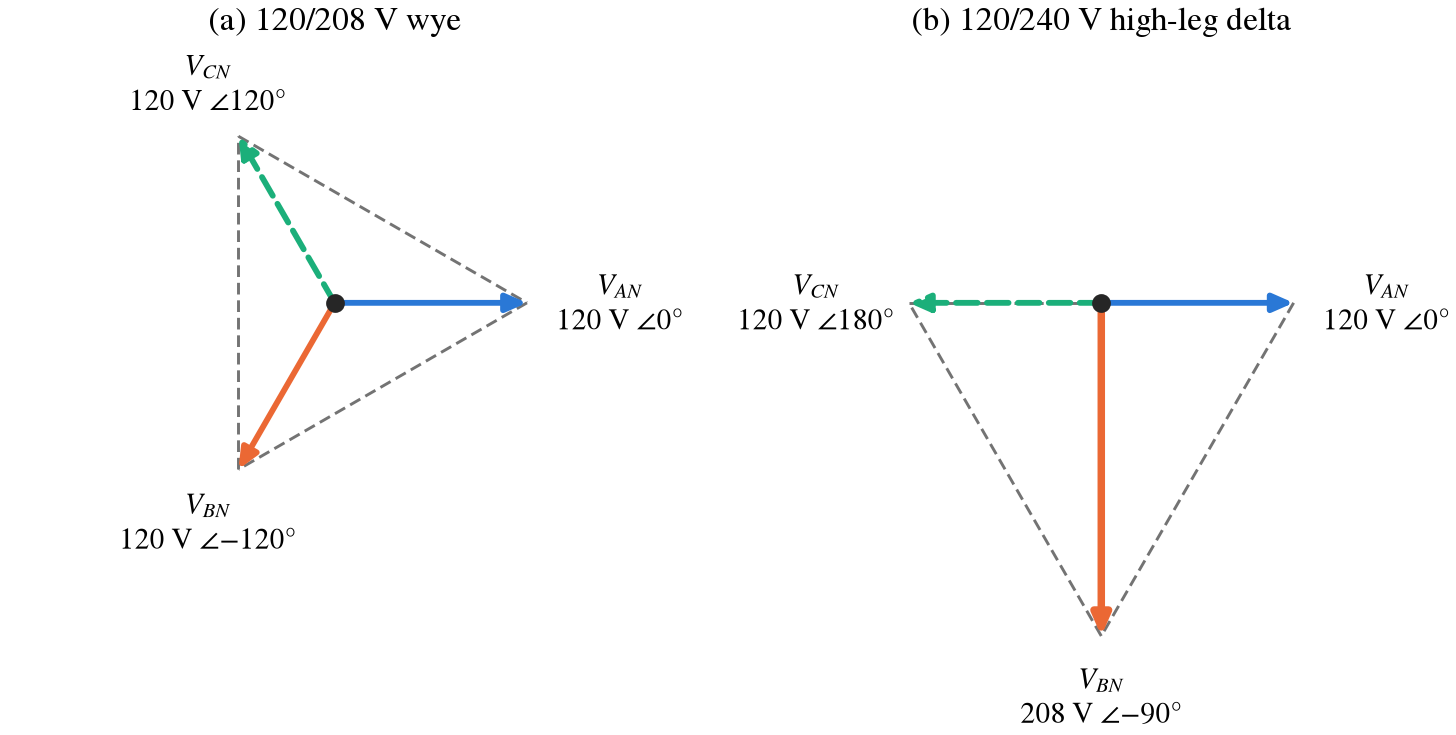 (a) 120/208 V wye
V_CN
120 V ∠120°
V_AN
120 V ∠0°
V_BN
120 V ∠−120°
(b) 120/240 V high-leg delta
V_CN
120 V ∠180°
V_AN
120 V ∠0°
V_BN
208 V ∠−90°